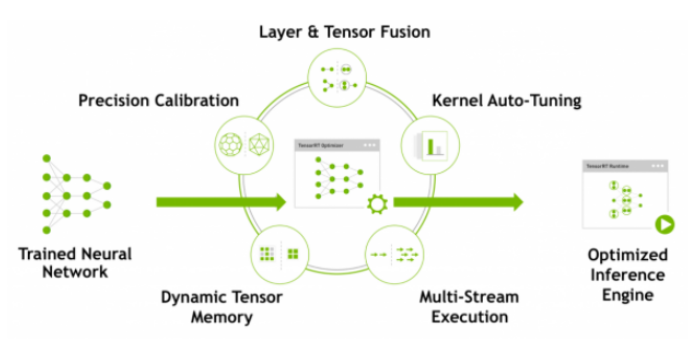 Layer & Tensor Fusion
Precision Calibration
Kernel Auto-Tuning
TensorRT Optimizer
TensorRT Runtime
Trained Neural
Network
Optimized
Inference
Engine
Dynamic Tensor
Memory
Multi-Stream
Execution